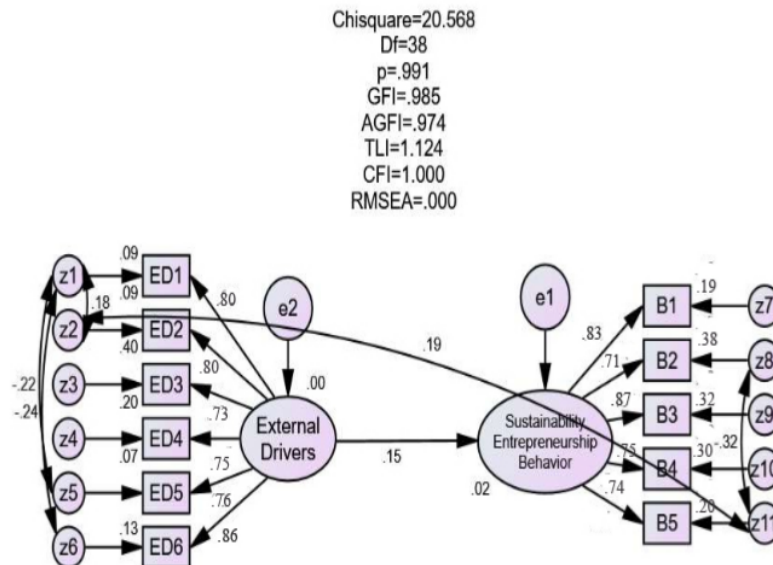 Chisquare=20.568
Df=38
p=.991
GFI=.985
AGFI=.974
TLI=1.124
CFI=1.000
RMSEA=.000
z1 .09 ED1
.18 .09
z2 ED2 .80
.40
z3 ED3 .80
.20
z4 ED4 .73
.07
z5 ED5 .75
.13 .76
z6 ED6 .86
-.22
-.24
e2
.00
External
Drivers
.15
.19
e1
Sustainability
Entrepreneurship
Behavior
.02
.83 B1 .19 z7
.71 B2 .38 z8
.87 B3 .32 z9
-.32
.75 B4 .30 z10
.74 B5 .20 z11